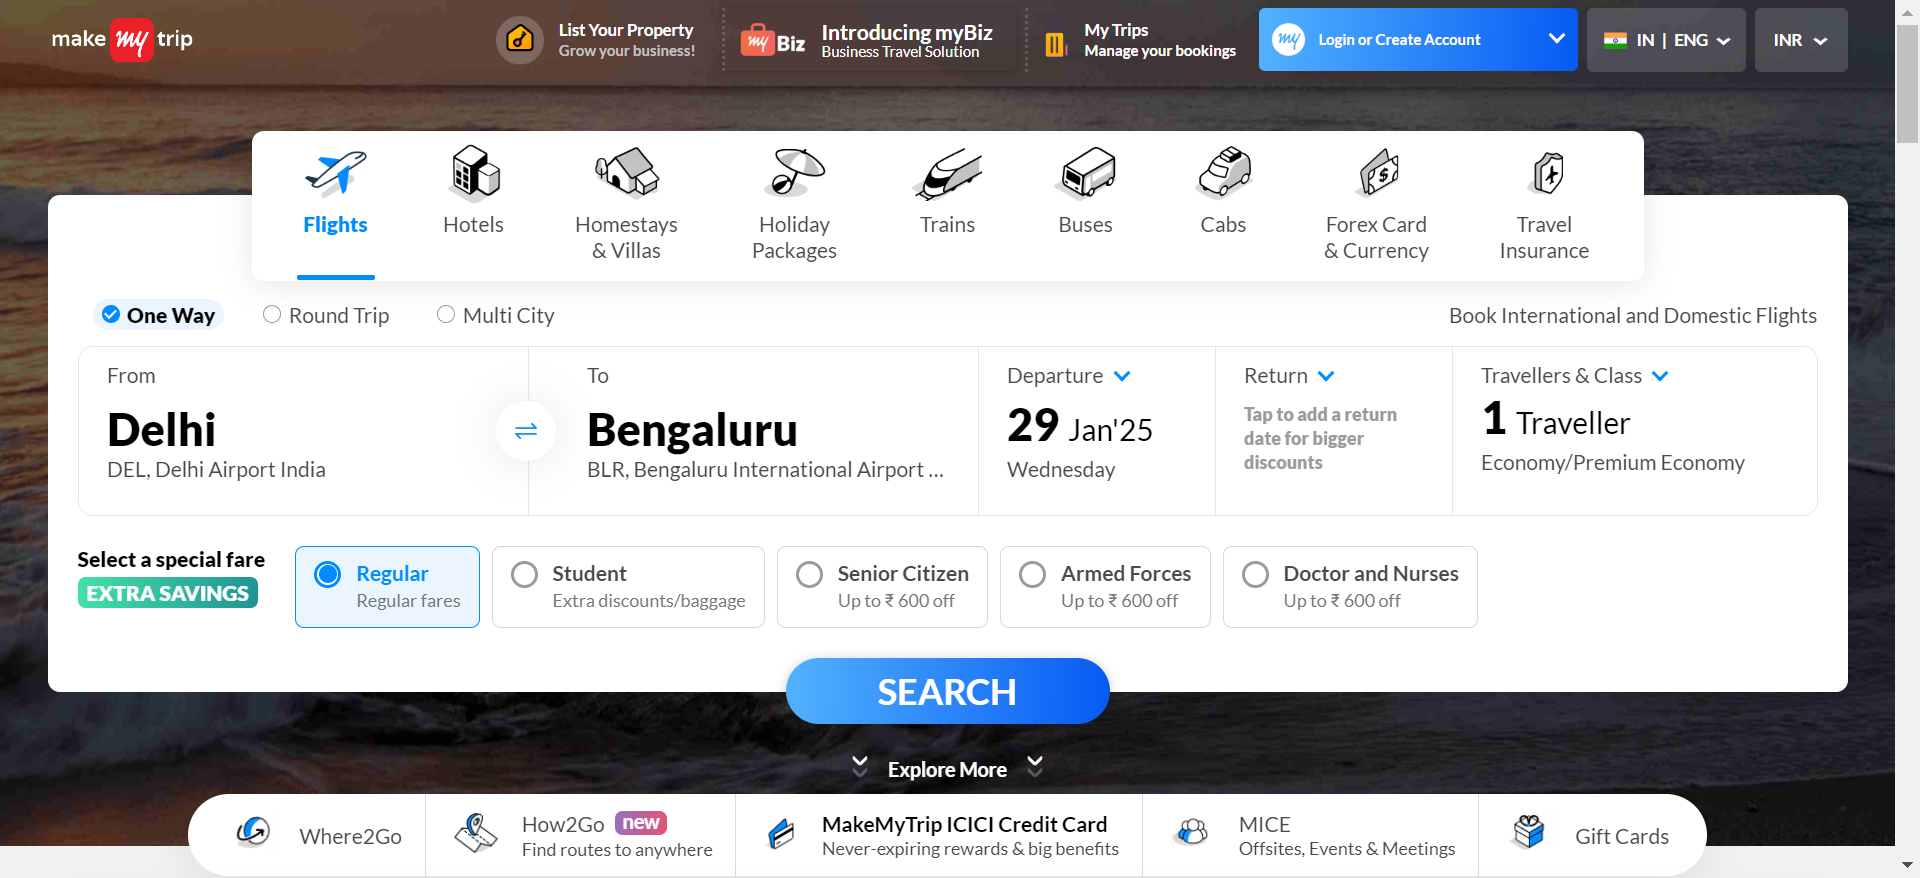 make my trip
List Your Property
Grow your business!
my Biz
Introducing myBiz
Business Travel Solution
My Trips
Manage your bookings
my
Login or Create Account
IN | ENG
INR
Flights
Hotels
Homestays
& Villas
Holiday
Packages
Trains
Buses
Cabs
Forex Card
& Currency
Travel
Insurance
One Way
Round Trip
Multi City
Book International and Domestic Flights
From
Delhi
DEL, Delhi Airport India
To
Bengaluru
BLR, Bengaluru International Airport ...
Departure
29 Jan'25
Wednesday
Return
Tap to add a return
date for bigger
discounts
Travellers & Class
1 Traveller
Economy/Premium Economy
Select a special fare
EXTRA SAVINGS
Regular
Regular fares
Student
Extra discounts/baggage
Senior Citizen
Up to ₹ 600 off
Armed Forces
Up to ₹ 600 off
Doctor and Nurses
Up to ₹ 600 off
SEARCH
Explore More
Where2Go
How2Go new
Find routes to anywhere
MakeMyTrip ICICI Credit Card
Never-expiring rewards & big benefits
MICE
Offsites, Events & Meetings
Gift Cards